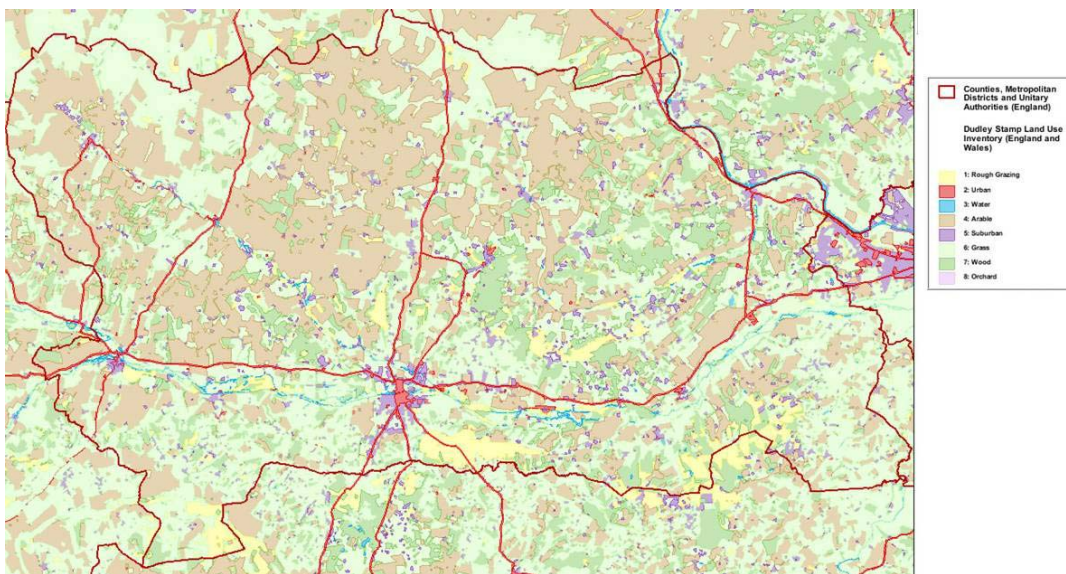 Counties, Metropolitan
Districts and Unitary
Authorities (England)
Dudley Stamp Land Use
Inventory (England and
Wales)
1: Rough Grazing
2: Urban
3: Water
4: Arable
5: Suburban
6: Grass
7: Wood
8: Orchard